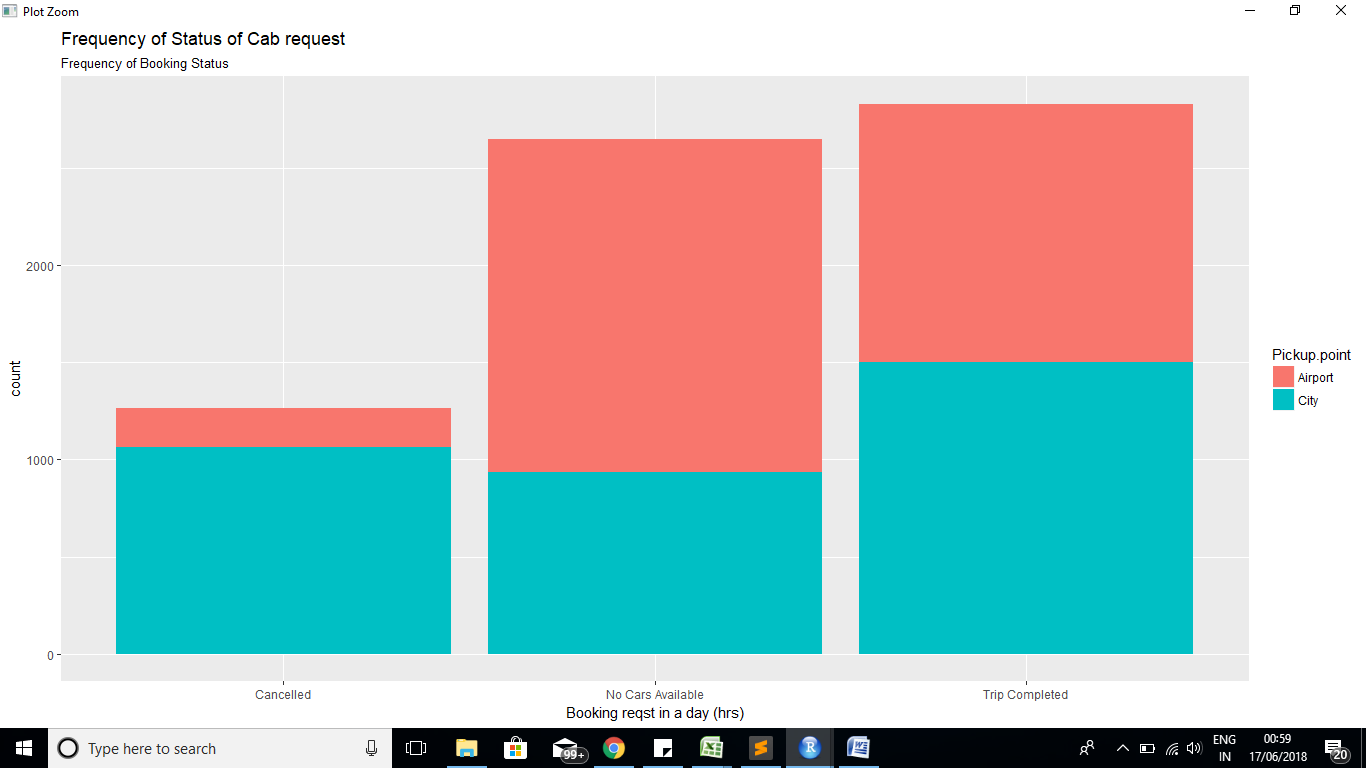 Plot Zoom
Frequency of Status of Cab request
Frequency of Booking Status
count
2000
1000
0
Cancelled
No Cars Available
Trip Completed
Booking reqst in a day (hrs)
Pickup.point
Airport
City
Type here to search
99+
R
W
ENG
IN
00:59
17/06/2018
20